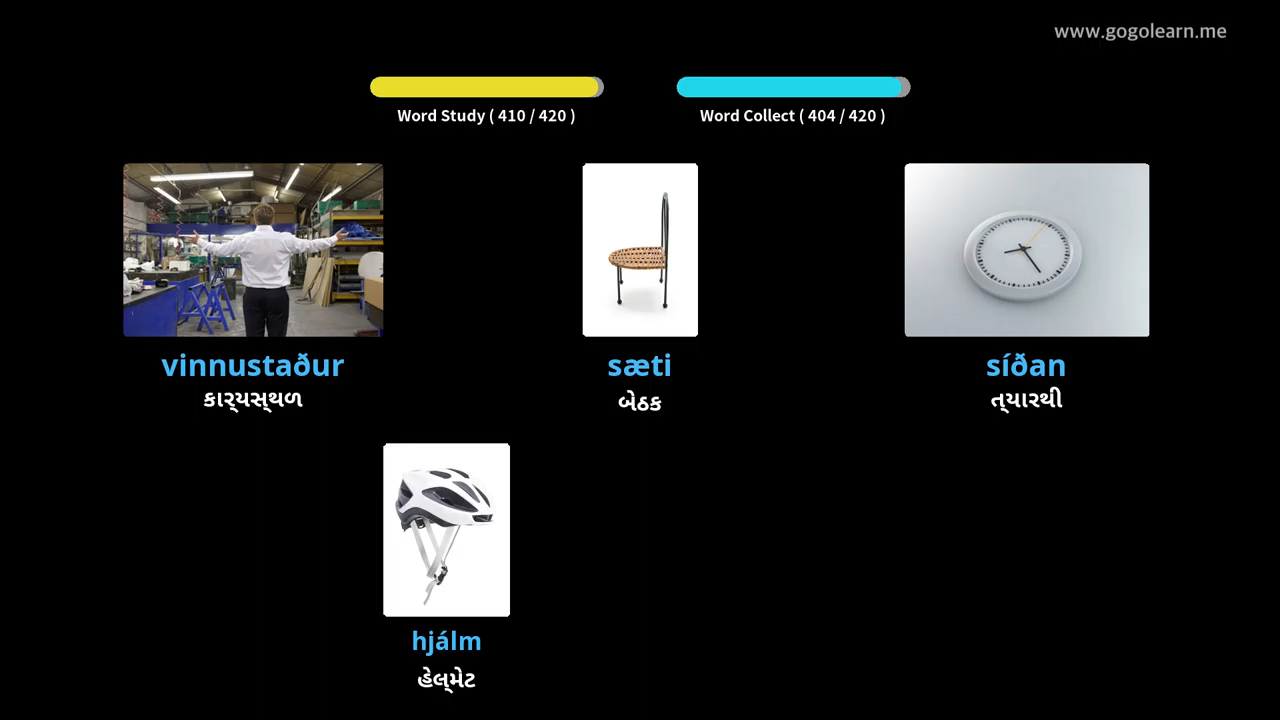 www.gogolearn.me
Word Study ( 410 / 420 )
Word Collect ( 404 / 420 )
vinnustaður
કાર્યસ્થળ
sæti
બેઠક
síðan
ત્યારથી
hjálm
હેલ્મેટ